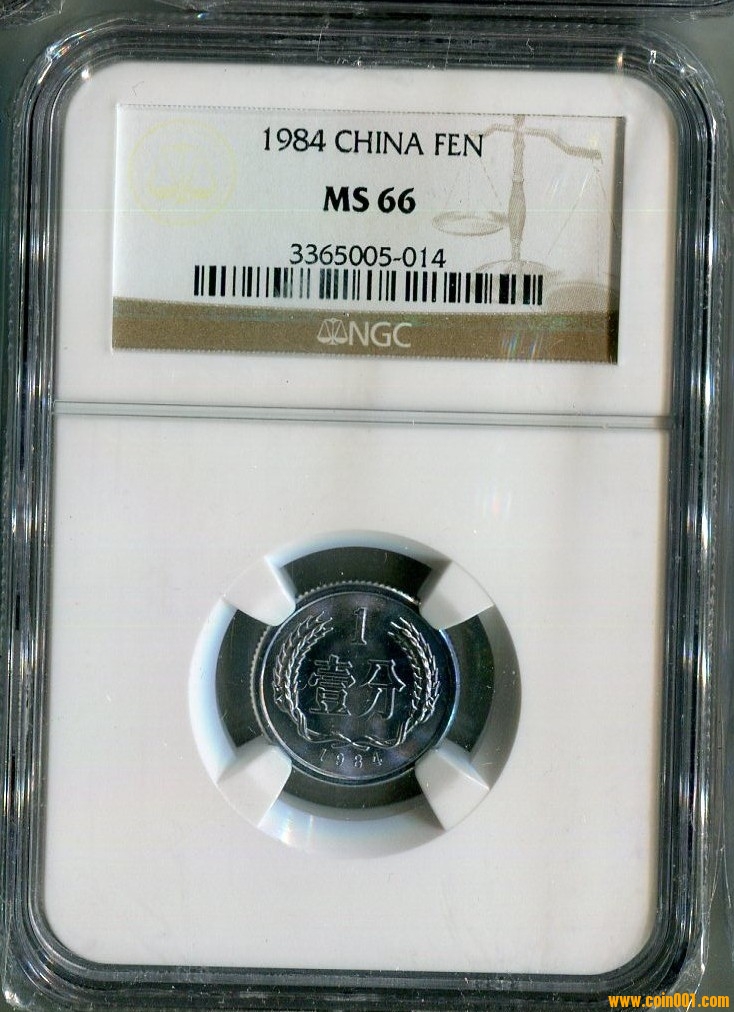 1984 CHINA FEN
MS 66
3365005-014
NGC
1
壹分
1984
www.coin001.com